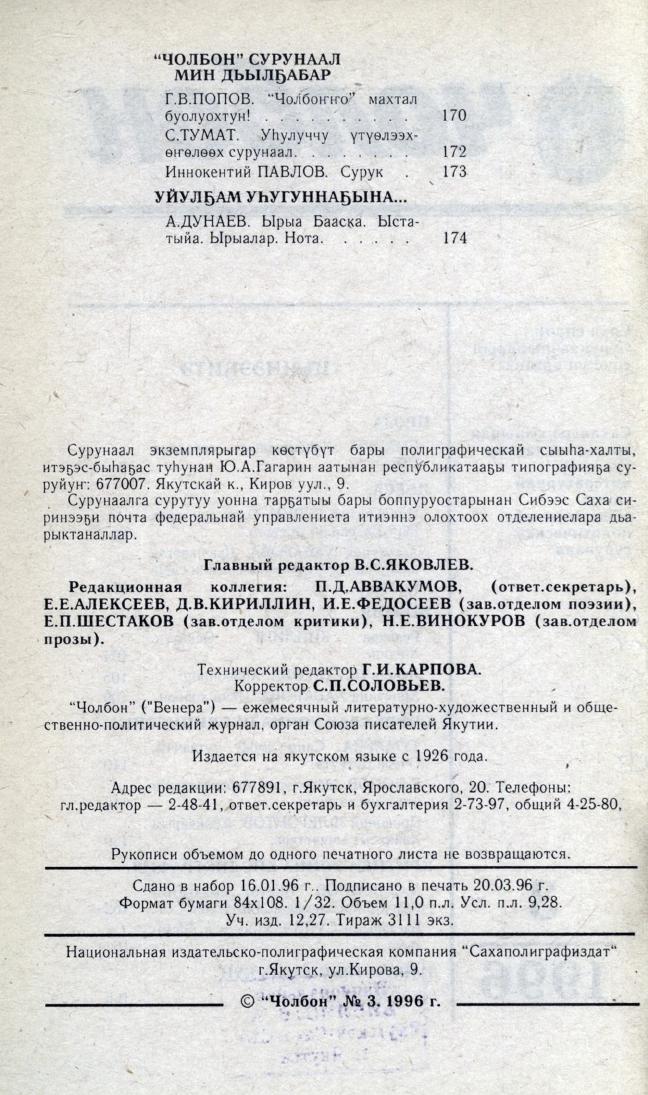 "ЧОЛБОН" СУРУНААЛ
МИН ДЬЫЛҔАБАР
Г.В.ПОПОВ. "Чолбоҥҥо" махтал
буолуохтун! . . . . . . . . . . 170
С.ТУМАТ. Уһулуччу үтүөлээх-
өҥөлөөх сурунаал. . . . . . . . 172
Иннокентий ПАВЛОВ. Сурук . 173
УЙУЛҔАМ УҺУГУННАҔЫНА...
А.ДУНАЕВ. Ырыа Бааска. Ыста-
тыйа. Ырыалар. Нота. . . . . . 174
Сурунаал экземплярыгар көстүбүт бары полиграфическай сыыһа-халты,
итэҕэс-быһаҕас туһунан Ю.А.Гагарин аатынан республикатааҕы типографияҕа су-
руйуҥ: 677007. Якутскай к., Киров уул., 9.
Сурунаалга сурутуу уонна тарҕатыы бары боппуруостарынан Сибээс Саха си-
ринээҕи почта федеральнай управлениета итиэннэ олохтоох отделениелара дьа-
рыктаналлар.
Главный редактор В.С.ЯКОВЛЕВ.
Редакционная коллегия: П.Д.АВВАКУМОВ, (ответ.секретарь),
Е.Е.АЛЕКСЕЕВ, Д.В.КИРИЛЛИН, И.Е.ФЕДОСЕЕВ (зав.отделом поэзии),
Е.П.ШЕСТАКОВ (зав.отделом критики), Н.Е.ВИНОКУРОВ (зав.отделом
прозы).
Технический редактор Г.И.КАРПОВА.
Корректор С.П.СОЛОВЬЕВ.
"Чолбон" ("Венера") — ежемесячный литературно-художественный и обще-
ственно-политический журнал, орган Союза писателей Якутии.
Издается на якутском языке с 1926 года.
Адрес редакции: 677891, г.Якутск, Ярославского, 20. Телефоны:
гл.редактор — 2-48-41, ответ.секретарь и бухгалтерия 2-73-97, общий 4-25-80,
Рукописи объемом до одного печатного листа не возвращаются.
Сдано в набор 16.01.96 г.. Подписано в печать 20.03.96 г.
Формат бумаги 84х108. 1/32. Объем 11,0 п.л. Усл. п.л. 9,28.
Уч. изд. 12,27. Тираж 3111 экз.
Национальная издательско-полиграфическая компания "Сахаполиграфиздат"
г.Якутск, ул.Кирова, 9.
© "Чолбон" № 3. 1996 г.